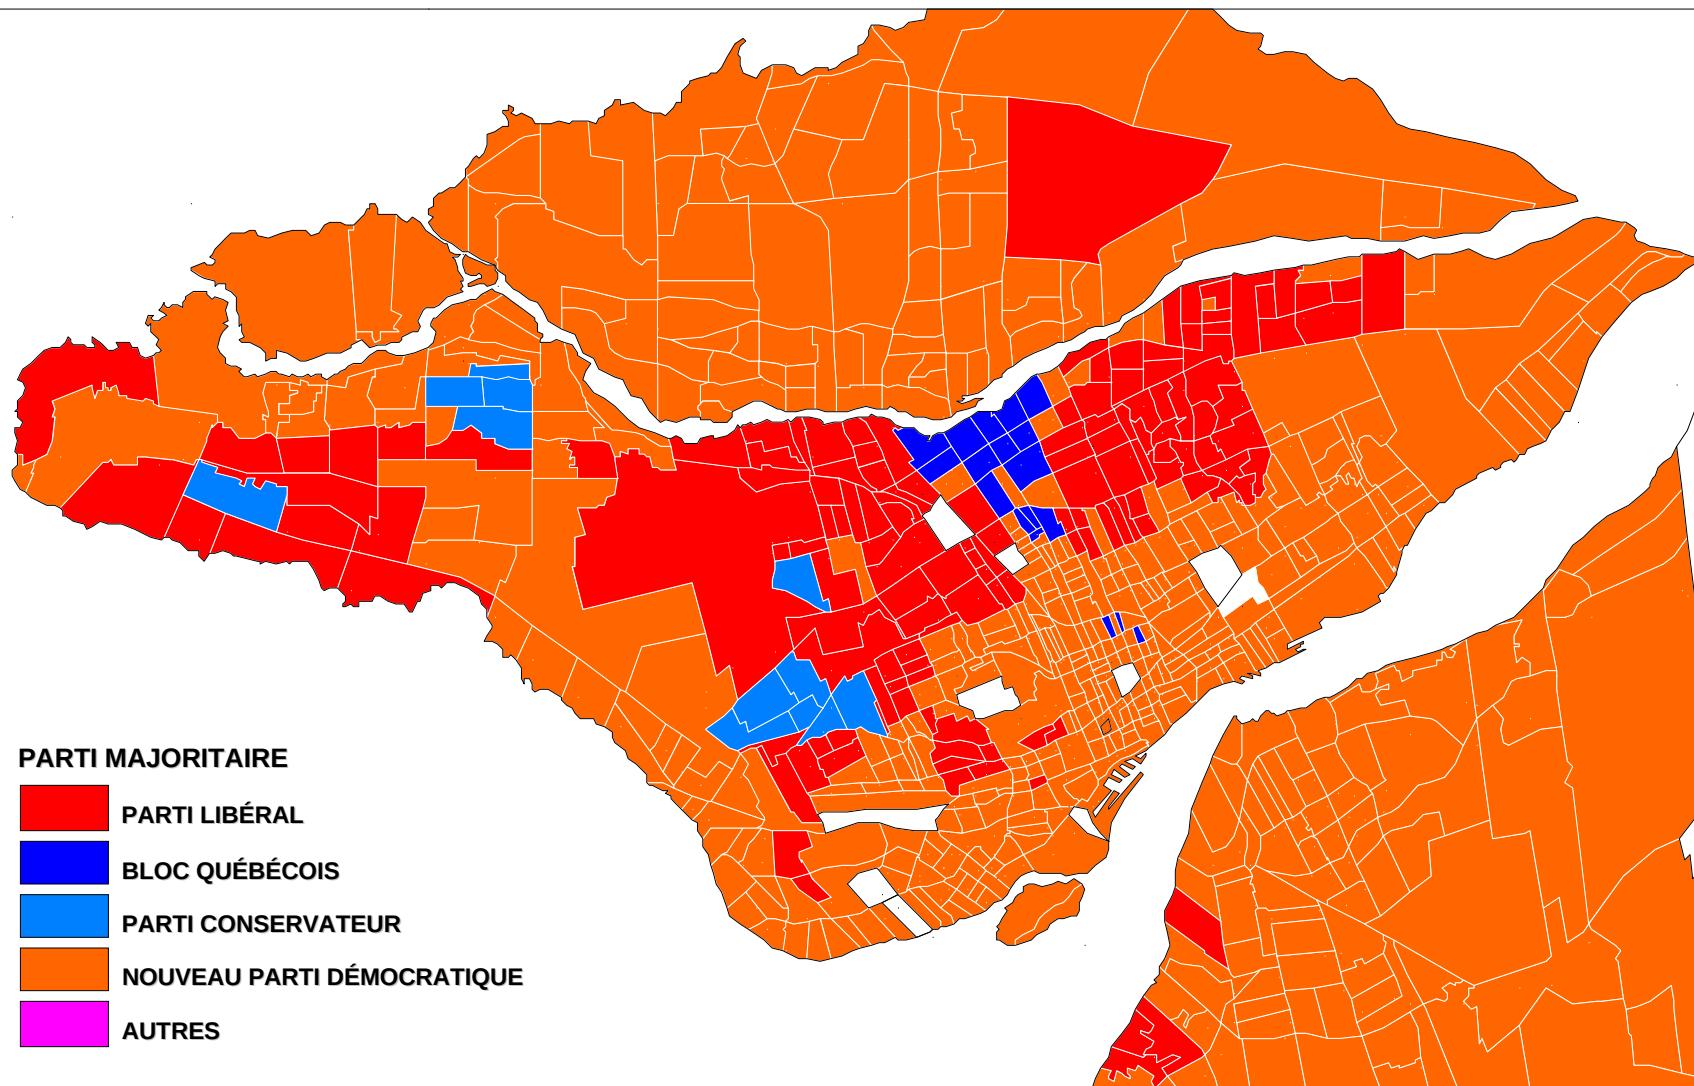 PARTI MAJORITAIRE
PARTI LIBÉRAL
BLOC QUÉBÉCOIS
PARTI CONSERVATEUR
NOUVEAU PARTI DÉMOCRATIQUE
AUTRES